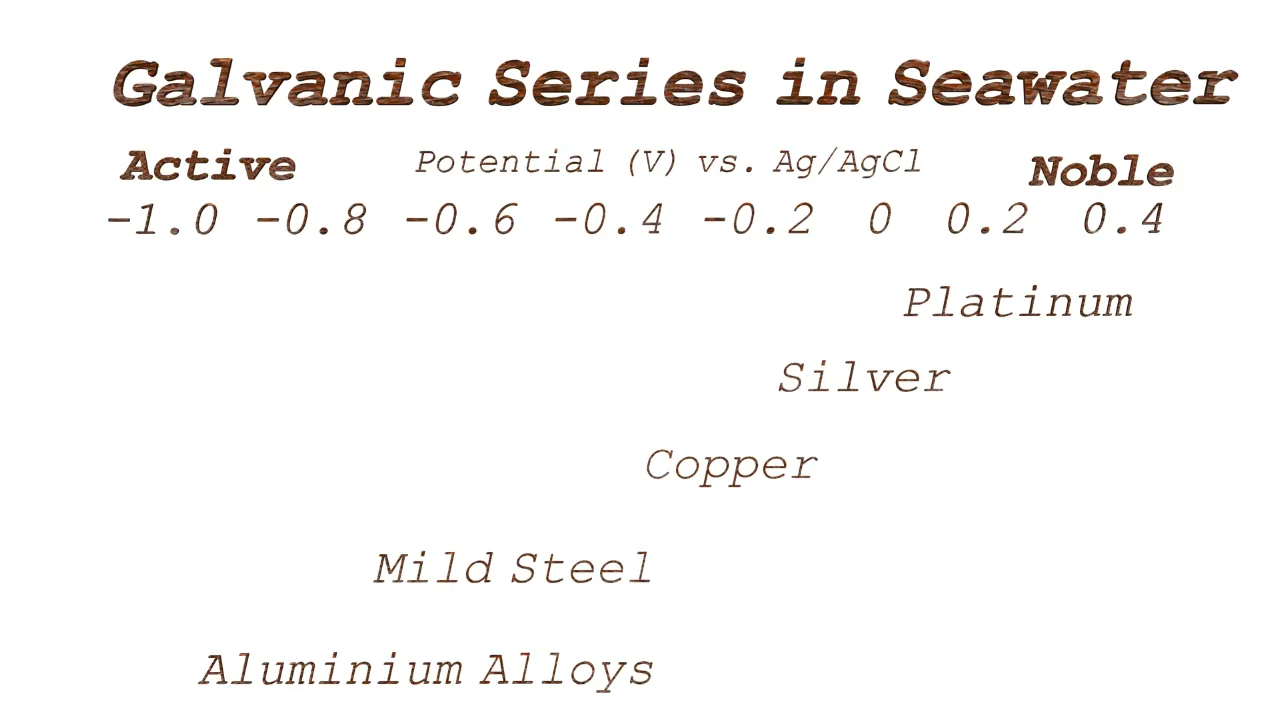 Galvanic Series in Seawater
Active Potential (V) vs. Ag/AgCl Noble
-1.0 -0.8 -0.6 -0.4 -0.2 0 0.2 0.4
Platinum
Silver
Copper
Mild Steel
Aluminium Alloys